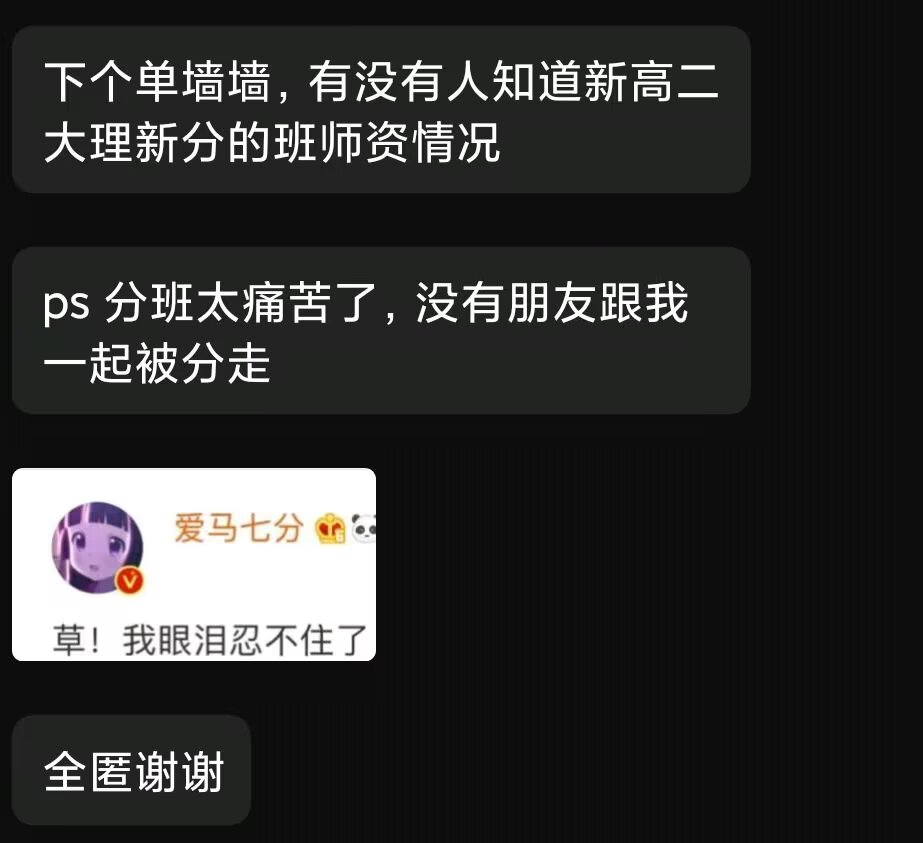 下个单墙墙，有没有人知道新高二
大理新分的班师资情况
ps 分班太痛苦了，没有朋友跟我
一起被分走
爱马七分
草！我眼泪忍不住了
全匿谢谢